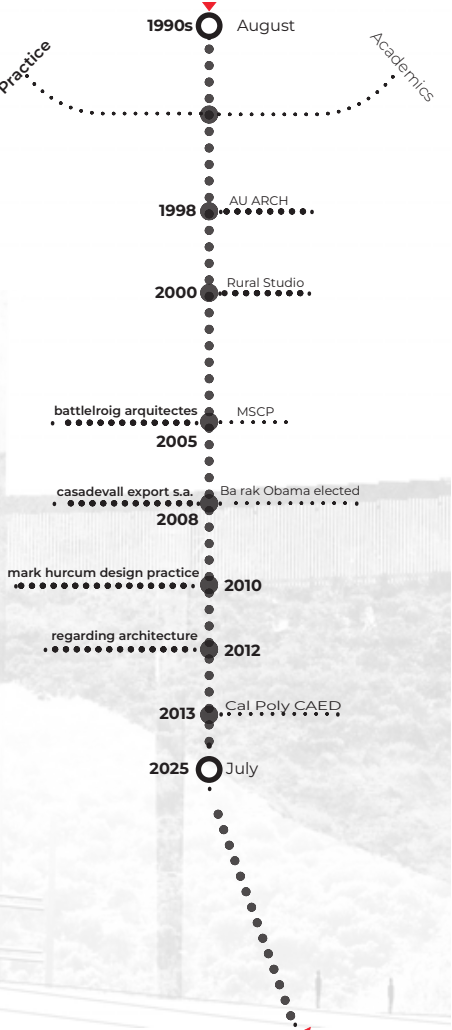 1990s August
Practice
Academics
AU ARCH
1998
Rural Studio
2000
battlelroig arquitectes MSCP
2005
casadevall export s.a. Ba rak Obama elected
2008
mark hurcum design practice
2010
regarding architecture
2012
Cal Poly CAED
2013
2025 July